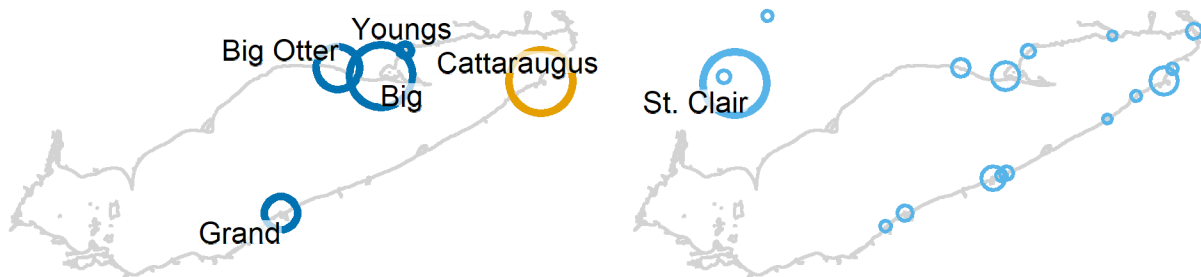 Youngs
Big Otter
Cattaraugus
Big
Grand
St. Clair